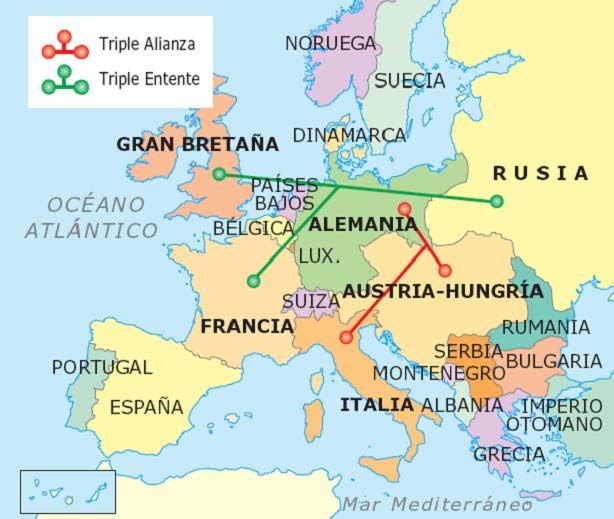 Triple Alianza
Triple Entente
NORUEGA
SUECIA
GRAN BRETAÑA
DINAMARCA
RUSIA
PAÍSES
BAJOS
OCÉANO
ATLÁNTICO
BÉLGICA
ALEMANIA
LUX.
SUIZA
AUSTRIA-HUNGRÍA
FRANCIA
RUMANIA
SERBIA
BULGARIA
MONTENEGRO
PORTUGAL
ESPAÑA
ITALIA
ALBANIA
IMPERIO
OTOMANO
GRECIA
Mar Mediterráneo